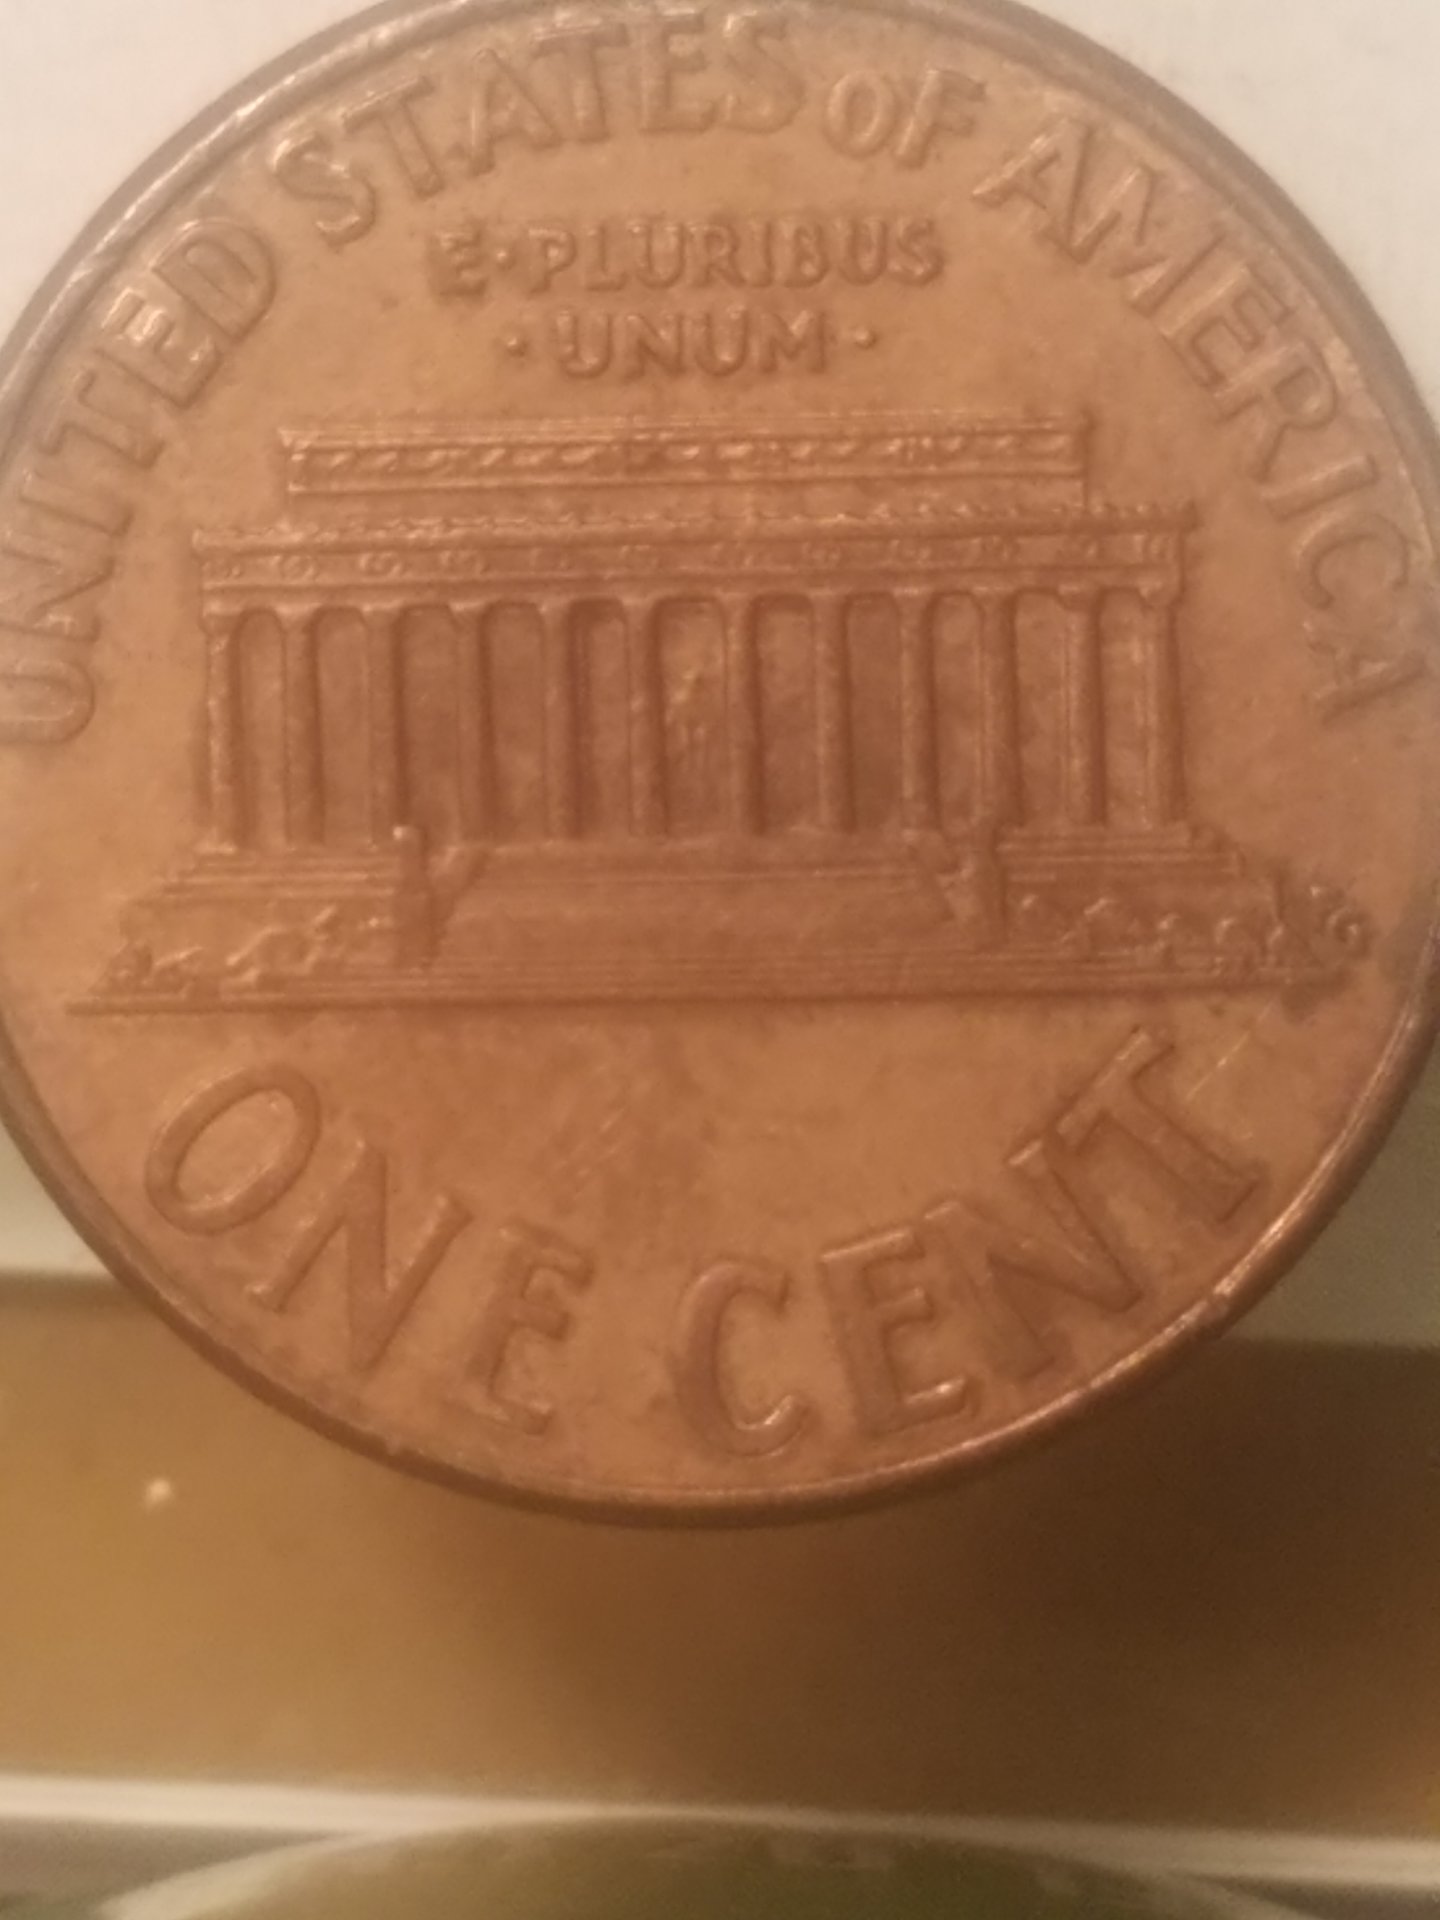 UNITED STATES OF AMERICA
E·PLURIBUS
·UNUM·
ONE CENT